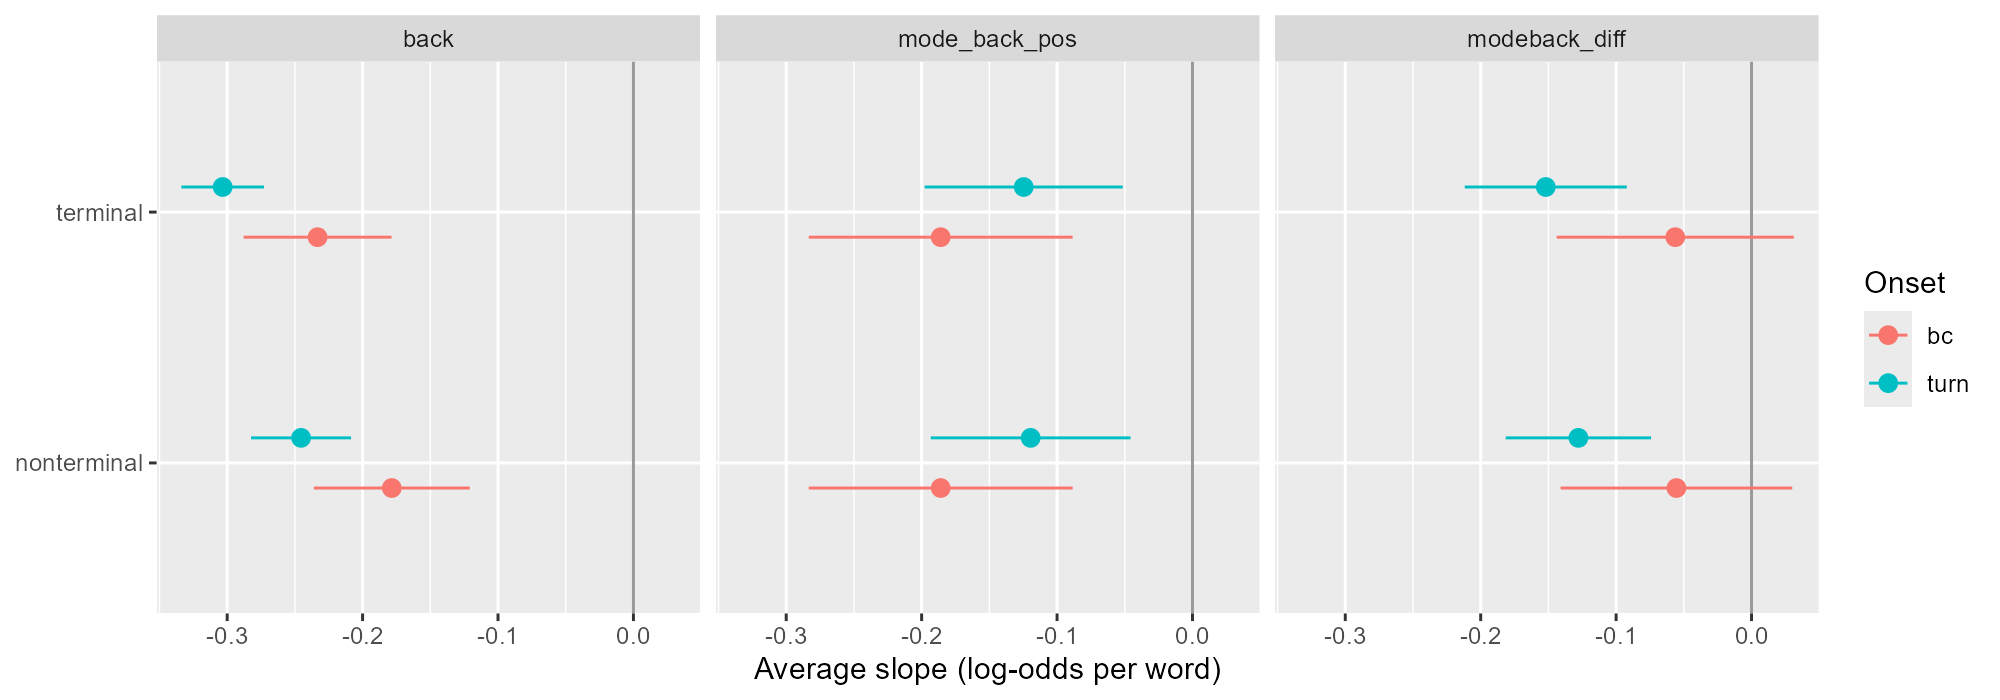 back
mode_back_pos
modeback_diff
terminal
nonterminal
-0.3 -0.2 -0.1 0.0
-0.3 -0.2 -0.1 0.0
-0.3 -0.2 -0.1 0.0
Average slope (log-odds per word)
Onset
bc
turn